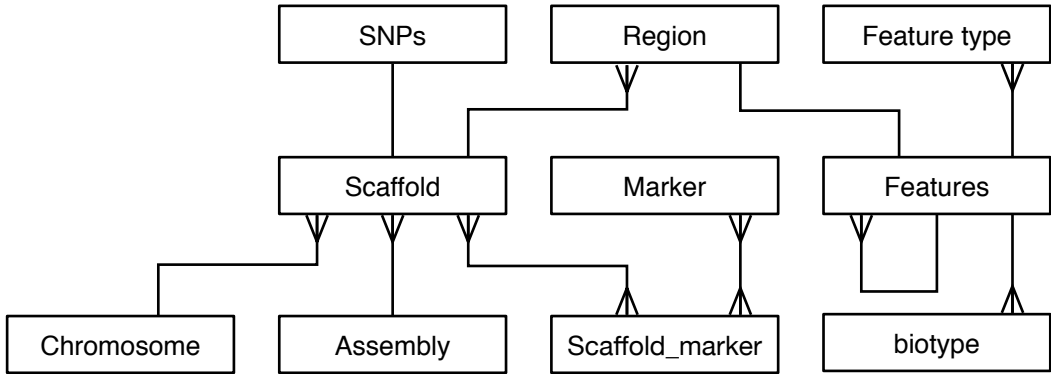 SNPs
Region
Feature type
Scaffold
Marker
Features
Chromosome
Assembly
Scaffold_marker
biotype